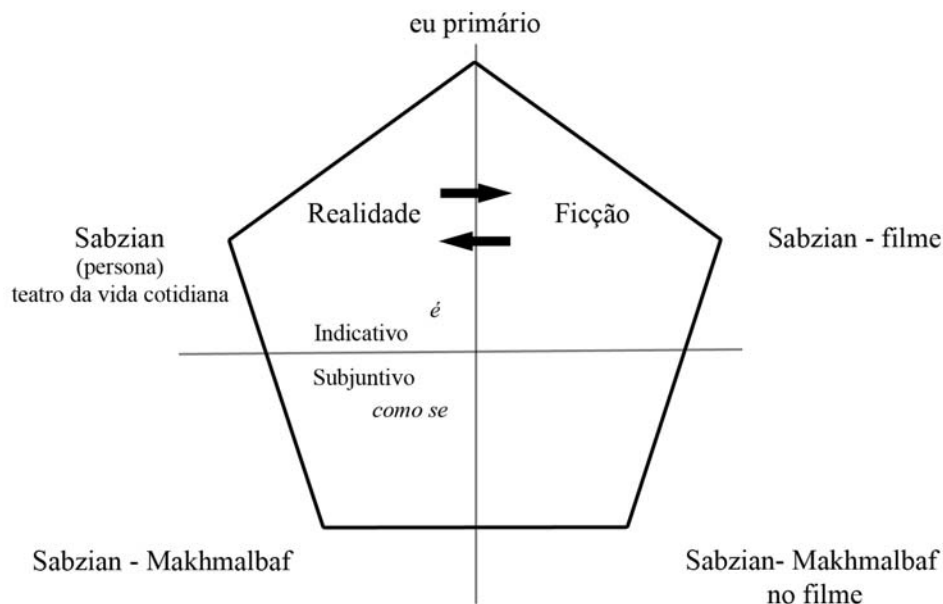 eu primário
Realidade
Ficção
Sabzian
(persona)
teatro da vida cotidiana
Sabzian - filme
é
Indicativo
Subjuntivo
como se
Sabzian - Makhmalbaf
Sabzian- Makhmalbaf
no filme